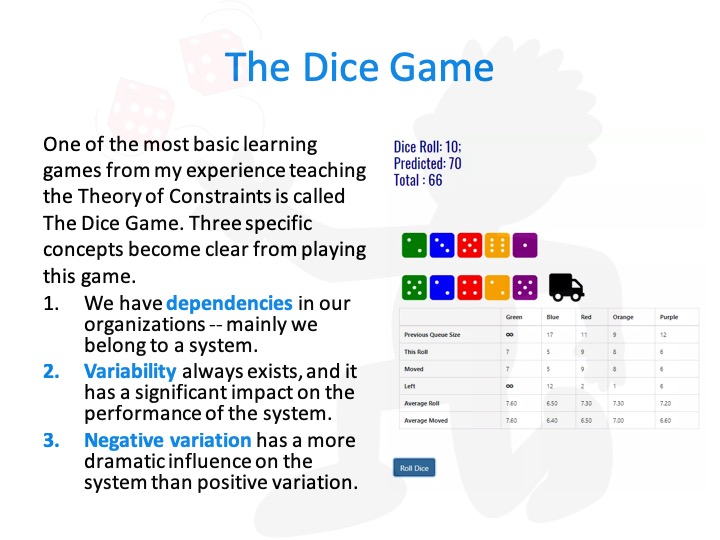 The Dice Game
One of the most basic learning
games from my experience teaching
the Theory of Constraints is called
The Dice Game. Three specific
concepts become clear from playing
this game.
1. We have dependencies in our
organizations -- mainly we
belong to a system.
2. Variability always exists, and it
has a significant impact on the
performance of the system.
3. Negative variation has a more
dramatic influence on the
system than positive variation.
Dice Roll: 10;
Predicted: 70
Total : 66
Green Blue Red Orange Purple
Previous Queue Size ∞ 17 11 9 12
This Roll 7 5 9 8 6
Moved 7 5 9 8 6
Left ∞ 12 2 1 6
Average Roll 7.60 6.50 7.30 7.30 7.20
Average Moved 7.60 6.40 6.50 7.00 6.60
Roll Dice